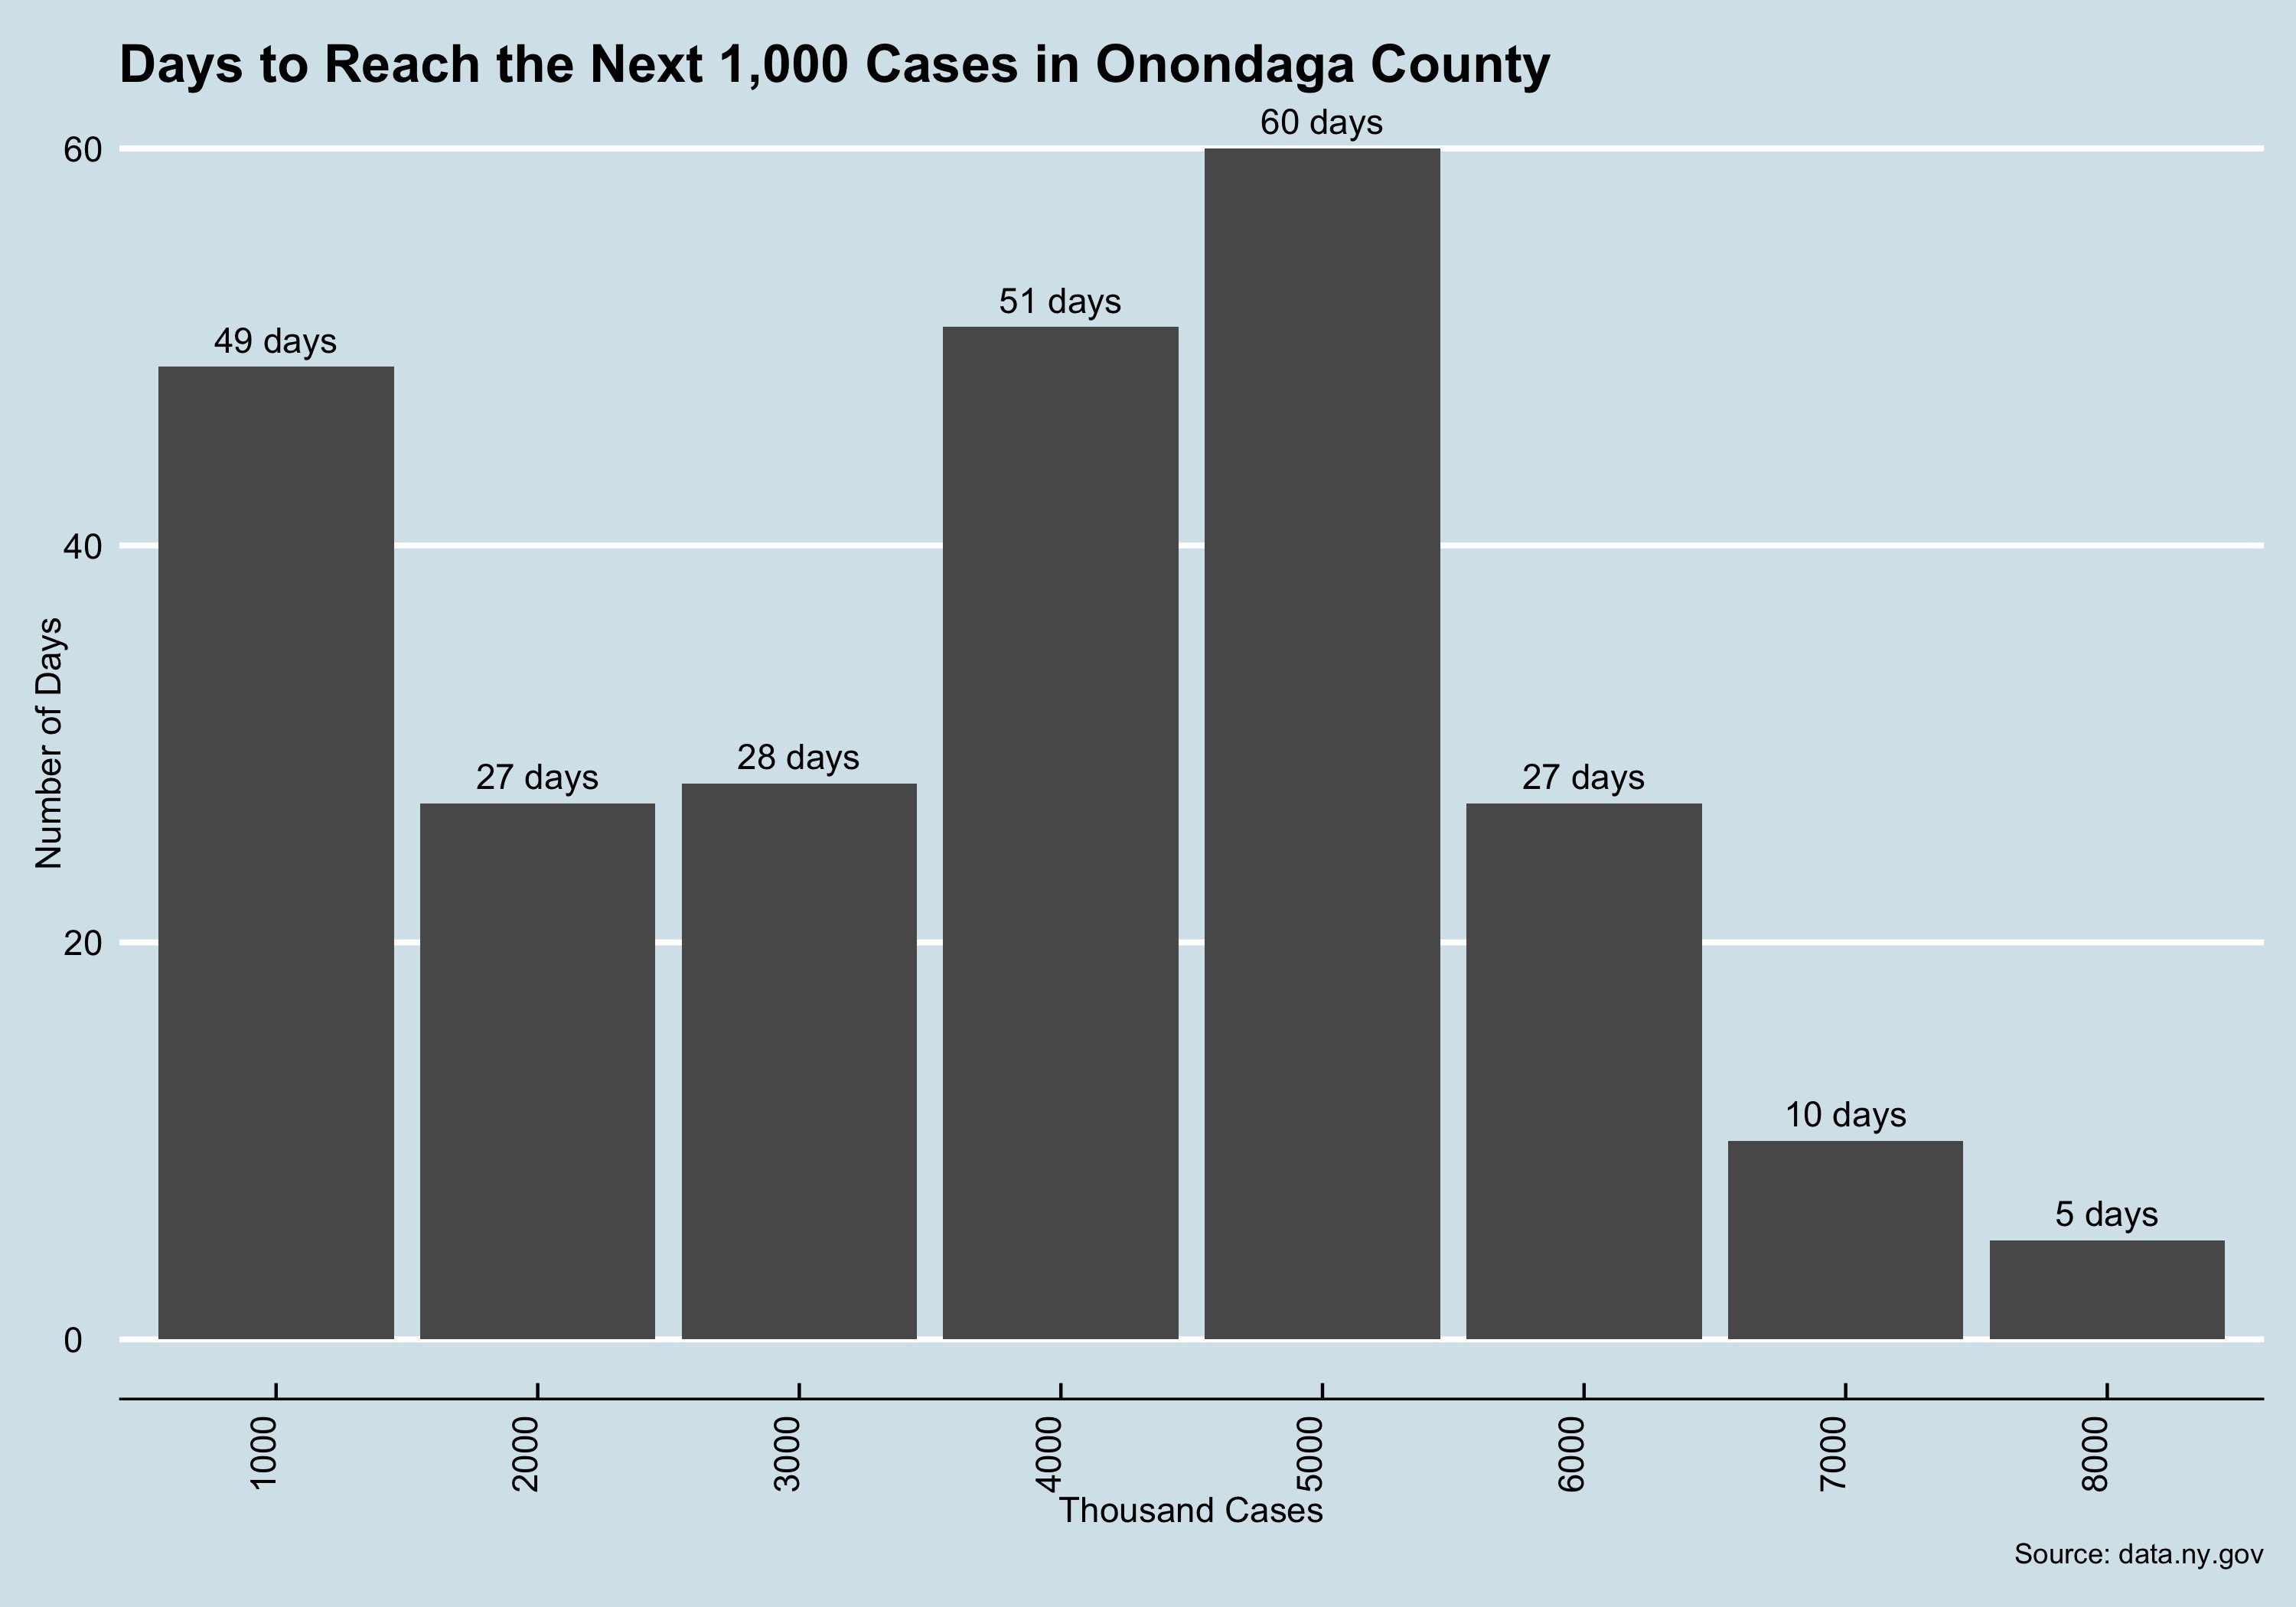 Days to Reach the Next 1,000 Cases in Onondaga County
60 days
60
51 days
49 days
40
Number of Days
28 days
27 days
27 days
20
10 days
5 days
0
1000
2000
3000
4000
5000
6000
7000
8000
Thousand Cases
Source: data.ny.gov